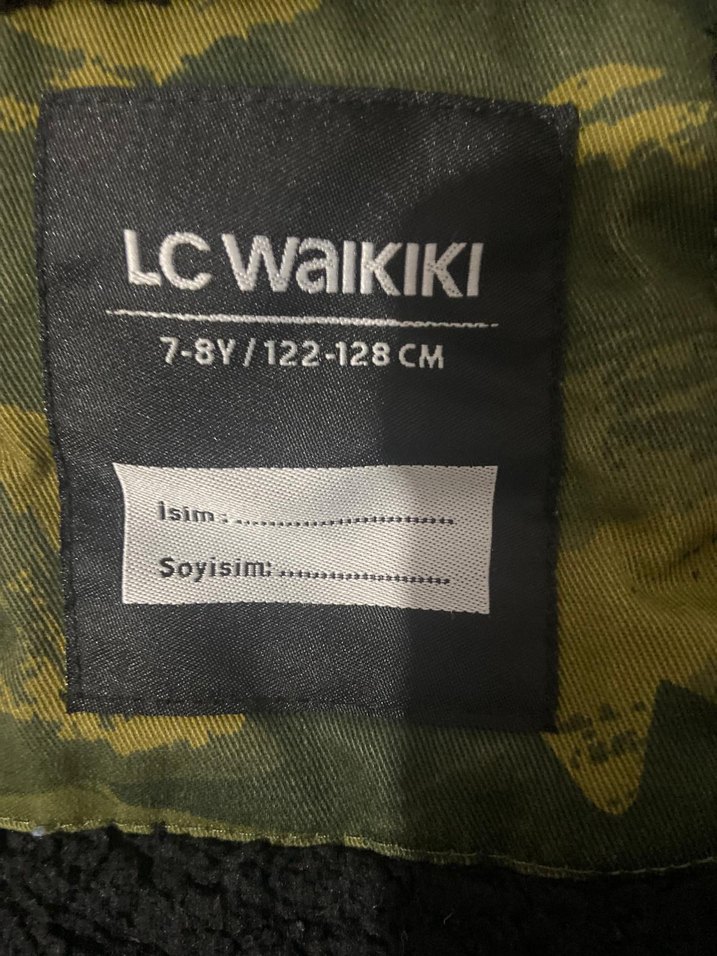 LC WAIKIKI
7-8Y / 122-128 CM
İsim : ..............................
Soyisim: ..............................